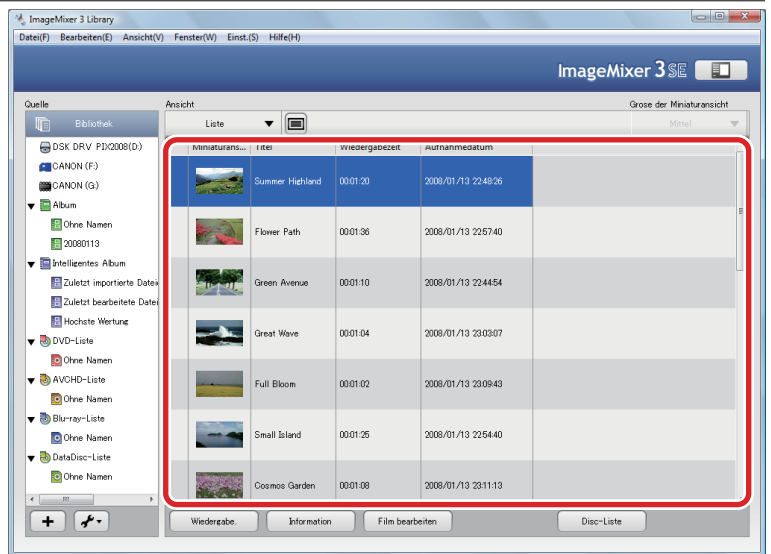 ImageMixer 3 Library
Datei(F) Bearbeiten(E) Ansicht(V) Fenster(W) Einst.(S) Hilfe(H)
ImageMixer 3 SE
Quelle
Bibliothek
DSK DRV PIX2008(D:)
CANON (F:)
CANON (G:)
Album
Ohne Namen
20080113
Intelligentes Album
Zuletzt importierte Datei
Zuletzt bearbeitete Datei
Hochste Wertung
DVD-Liste
Ohne Namen
AVCHD-Liste
Ohne Namen
Blu-ray-Liste
Ohne Namen
DataDisc-Liste
Ohne Namen
Ansicht
Grose der Miniaturansicht
Liste
Mittel
Miniaturans... Titel Wiedergabezeit Aufnahmedatum
Summer Highland 00:01:20 2008/01/13 22:48:26
Flower Path 00:01:36 2008/01/13 22:57:40
Green Avenue 00:01:10 2008/01/13 22:44:54
Great Wave 00:01:04 2008/01/13 23:03:07
Full Bloom 00:01:02 2008/01/13 23:09:43
Small Island 00:01:25 2008/01/13 22:54:40
Cosmos Garden 00:01:08 2008/01/13 23:11:13
Wiedergabe. Information Film bearbeiten Disc-Liste